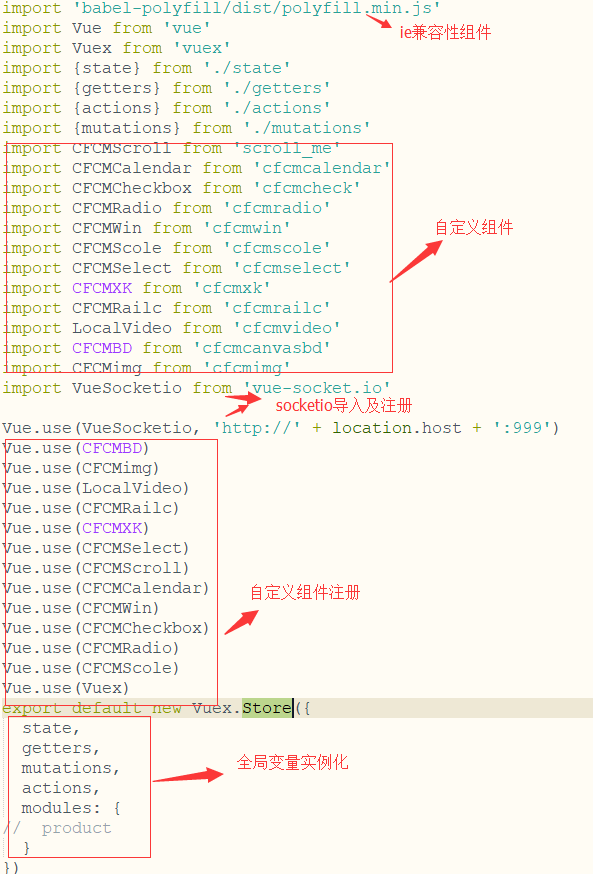 import 'babel-polyfill/dist/polyfill.min.js'
ie兼容性组件
import Vue from 'vue'
import Vuex from 'vuex'
import {state} from './state'
import {getters} from './getters'
import {actions} from './actions'
import {mutations} from './mutations'
import CFCMScroll from 'scroll_me'
import CFCMCalendar from 'cfcmcalendar'
import CFCMCheckbox from 'cfcmcheck'
import CFCMRadio from 'cfcmradio'
import CFCMWin from 'cfcmwin'
自定义组件
import CFCMScole from 'cfcmscole'
import CFCMSelect from 'cfcmselect'
import CFCMXK from 'cfcmxk'
import CFCMRailc from 'cfcmrailc'
import LocalVideo from 'cfcmvideo'
import CFCMBD from 'cfcmcanvasbd'
import CFCMimg from 'cfcmimg'
import VueSocketio from 'vue-socket.io'
socketio导入及注册
Vue.use(VueSocketio, 'http://' + location.host + ':999')
Vue.use(CFCMBD)
Vue.use(CFCMimg)
Vue.use(LocalVideo)
Vue.use(CFCMRailc)
Vue.use(CFCMXK)
Vue.use(CFCMSelect)
Vue.use(CFCMScroll)
Vue.use(CFCMCalendar)
自定义组件注册
Vue.use(CFCMWin)
Vue.use(CFCMCheckbox)
Vue.use(CFCMRadio)
Vue.use(CFCMScole)
Vue.use(Vuex)
export default new Vuex.Store({
state,
getters,
全局变量实例化
mutations,
actions,
modules: {
// product
}
})